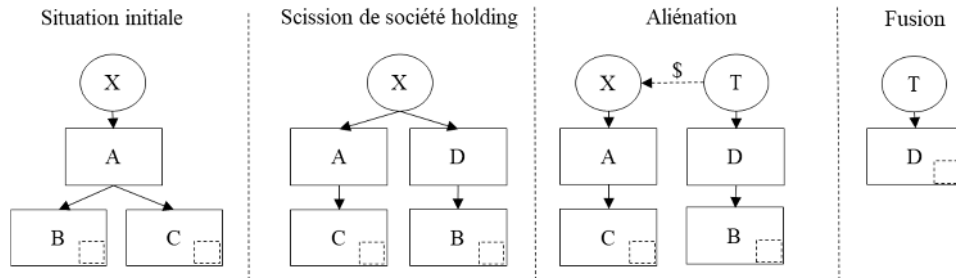 Situation initiale
Scission de société holding
Aliénation
Fusion
X
A
B
C
X
A
D
C
B
X
$
T
A
D
C
B
T
D